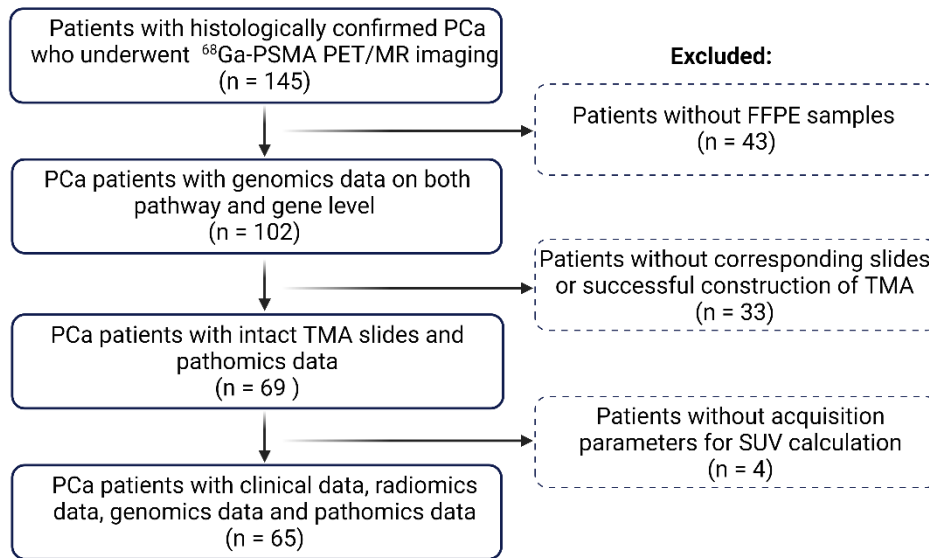 Patients with histologically confirmed PCa
who underwent ⁶⁸Ga-PSMA PET/MR imaging
(n = 145)
Excluded:
Patients without FFPE samples
(n = 43)
PCa patients with genomics data on both
pathway and gene level
(n = 102)
Patients without corresponding slides
or successful construction of TMA
(n = 33)
PCa patients with intact TMA slides and
pathomics data
(n = 69 )
Patients without acquisition
parameters for SUV calculation
(n = 4)
PCa patients with clinical data, radiomics
data, genomics data and pathomics data
(n = 65)